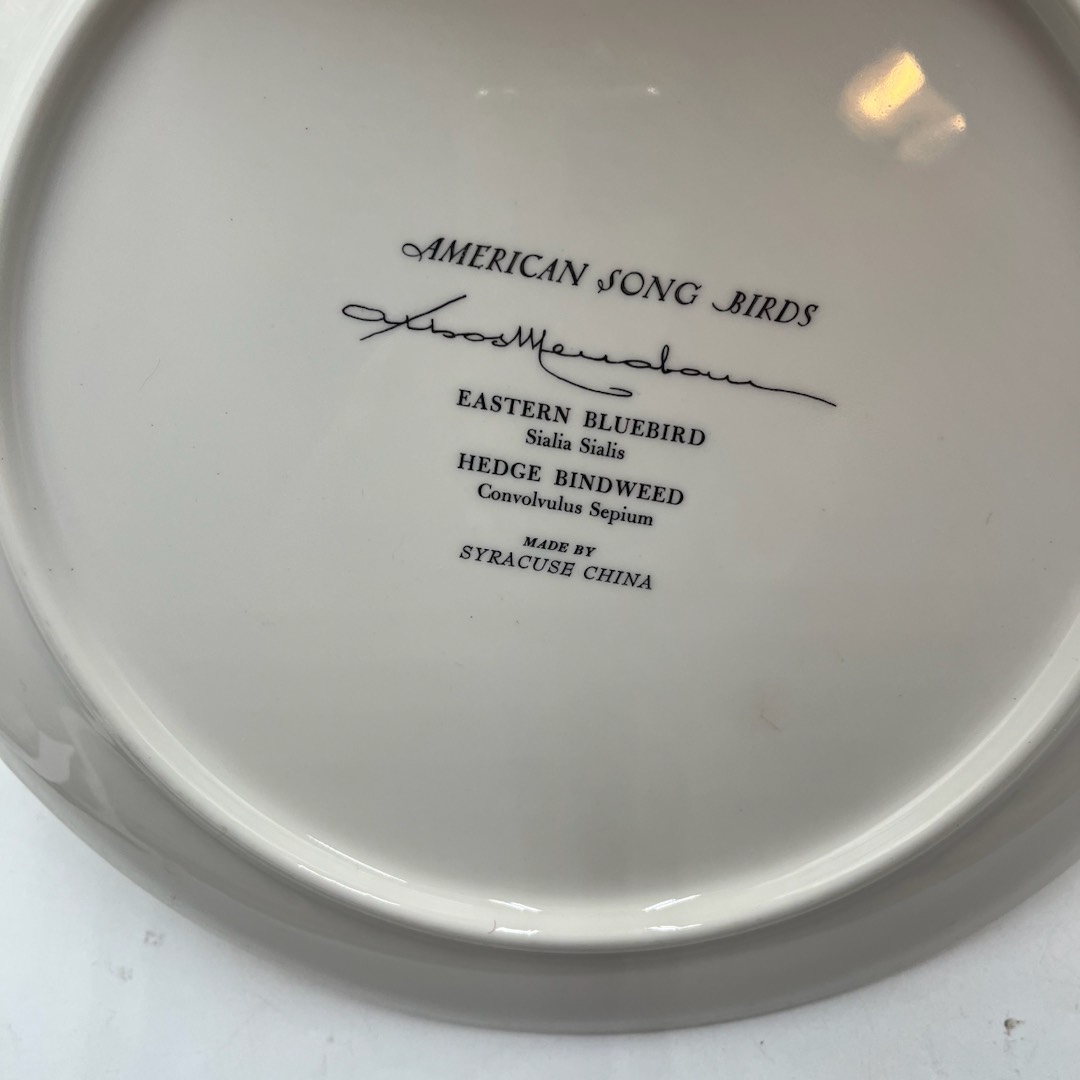 AMERICAN SONG BIRDS
EASTERN BLUEBIRD
Sialia Sialis
HEDGE BINDWEED
Convolvulus Sepium
MADE BY
SYRACUSE CHINA